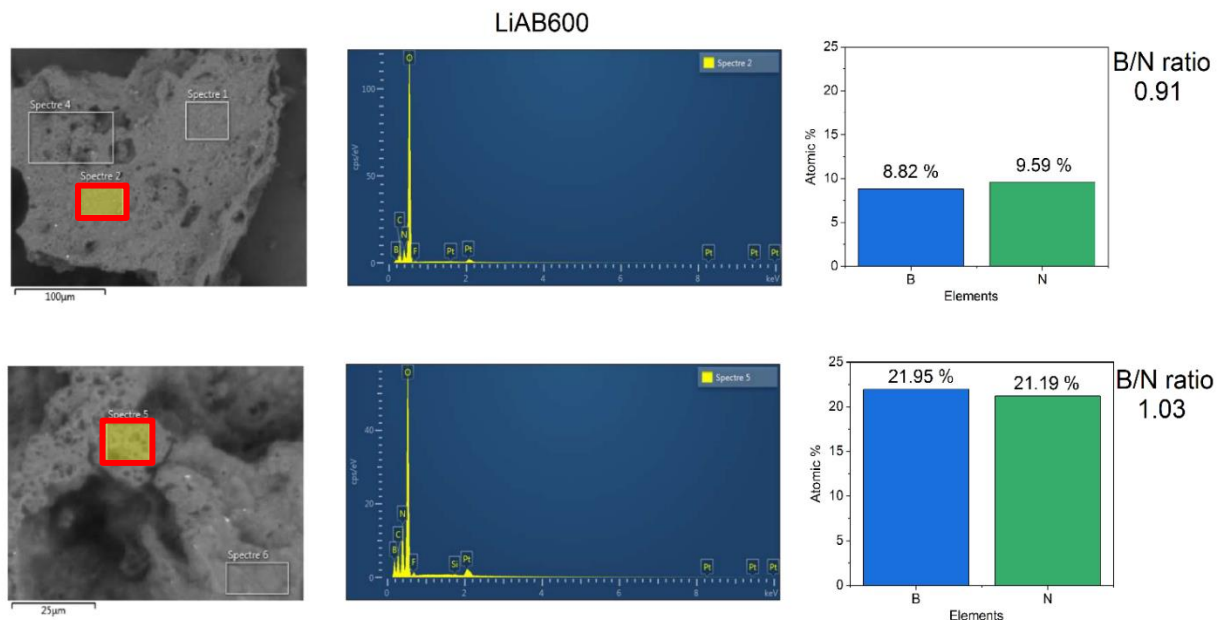 LiAB600
Spectre 4
Spectre 1
Spectre 2
100µm
Spectre 2
cps/eV
100
50
0
O
C
N
B
F
Pt
Pt
Pt
Pt
Pt
0
2
4
6
8
keV
25
20
15
10
5
0
Atomic %
8.82 %
9.59 %
B
N
Elements
B/N ratio
0.91
Spectre 5
Spectre 6
25µm
Spectre 5
cps/eV
40
20
0
O
N
C
B
F
Si
Pt
Pt
Pt
Pt
0
2
4
6
8
keV
25
20
15
10
5
0
Atomic %
21.95 %
21.19 %
B
N
Elements
B/N ratio
1.03